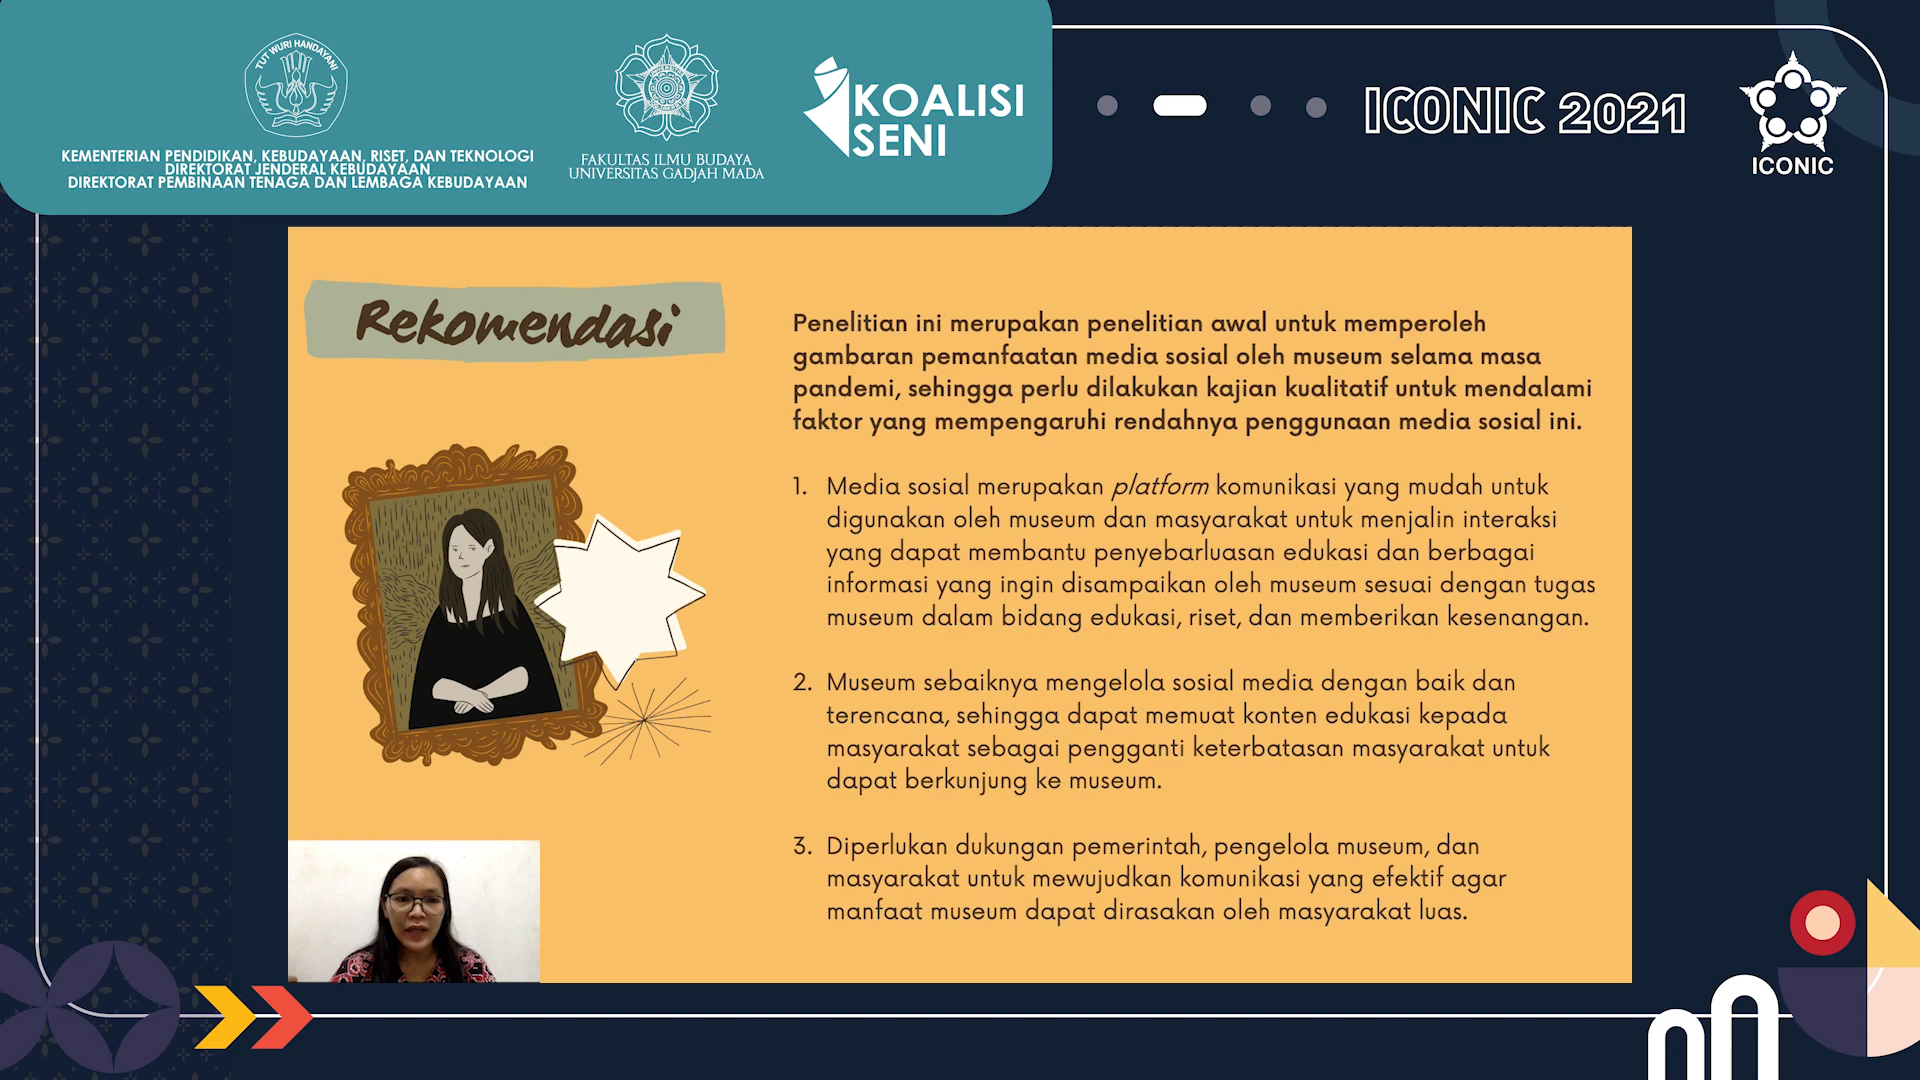 TUT WURI HANDAYANI
KEMENTERIAN PENDIDIKAN, KEBUDAYAAN, RISET, DAN TEKNOLOGI
DIREKTORAT JENDERAL KEBUDAYAAN
DIREKTORAT PEMBINAAN TENAGA DAN LEMBAGA KEBUDAYAAN
FAKULTAS ILMU BUDAYA
UNIVERSITAS GADJAH MADA
KOALISI
SENI
ICONIC 2021
ICONIC
Rekomendasi
Penelitian ini merupakan penelitian awal untuk memperoleh
gambaran pemanfaatan media sosial oleh museum selama masa
pandemi, sehingga perlu dilakukan kajian kualitatif untuk mendalami
faktor yang mempengaruhi rendahnya penggunaan media sosial ini.
1. Media sosial merupakan platform komunikasi yang mudah untuk
digunakan oleh museum dan masyarakat untuk menjalin interaksi
yang dapat membantu penyebarluasan edukasi dan berbagai
informasi yang ingin disampaikan oleh museum sesuai dengan tugas
museum dalam bidang edukasi, riset, dan memberikan kesenangan.
2. Museum sebaiknya mengelola sosial media dengan baik dan
terencana, sehingga dapat memuat konten edukasi kepada
masyarakat sebagai pengganti keterbatasan masyarakat untuk
dapat berkunjung ke museum.
3. Diperlukan dukungan pemerintah, pengelola museum, dan
masyarakat untuk mewujudkan komunikasi yang efektif agar
manfaat museum dapat dirasakan oleh masyarakat luas.